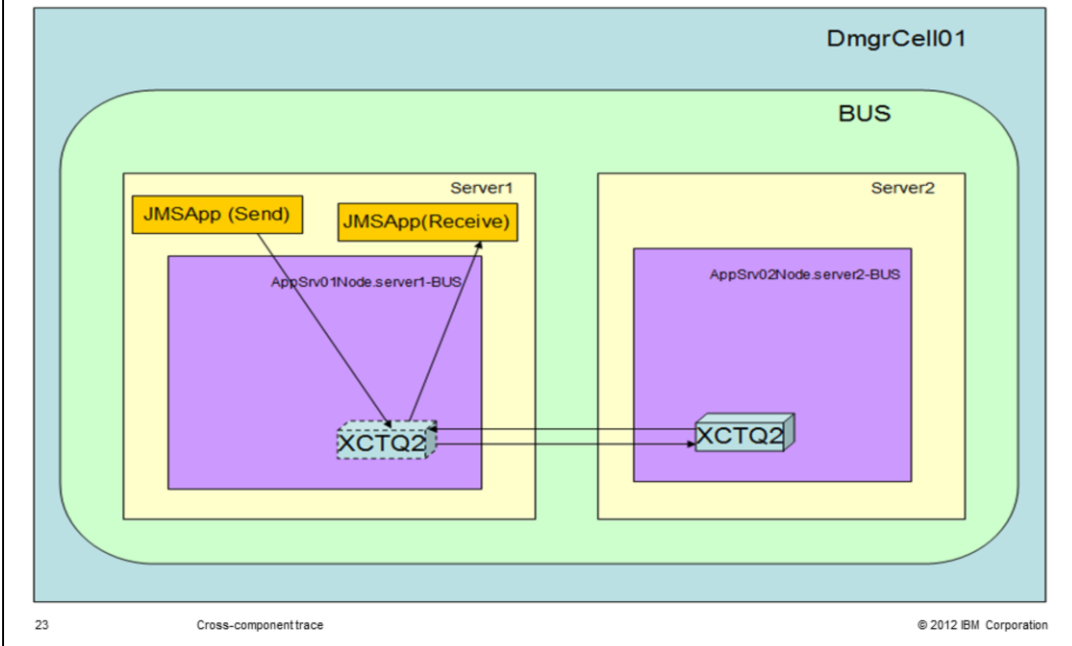 DmgrCell01
BUS
Server1
Server2
JMSApp (Send)
JMSApp(Receive)
AppSrv01Node.server1-BUS
AppSrv02Node.server2-BUS
XCTQ2
XCTQ2
23
Cross-component trace
© 2012 IBM Corporation